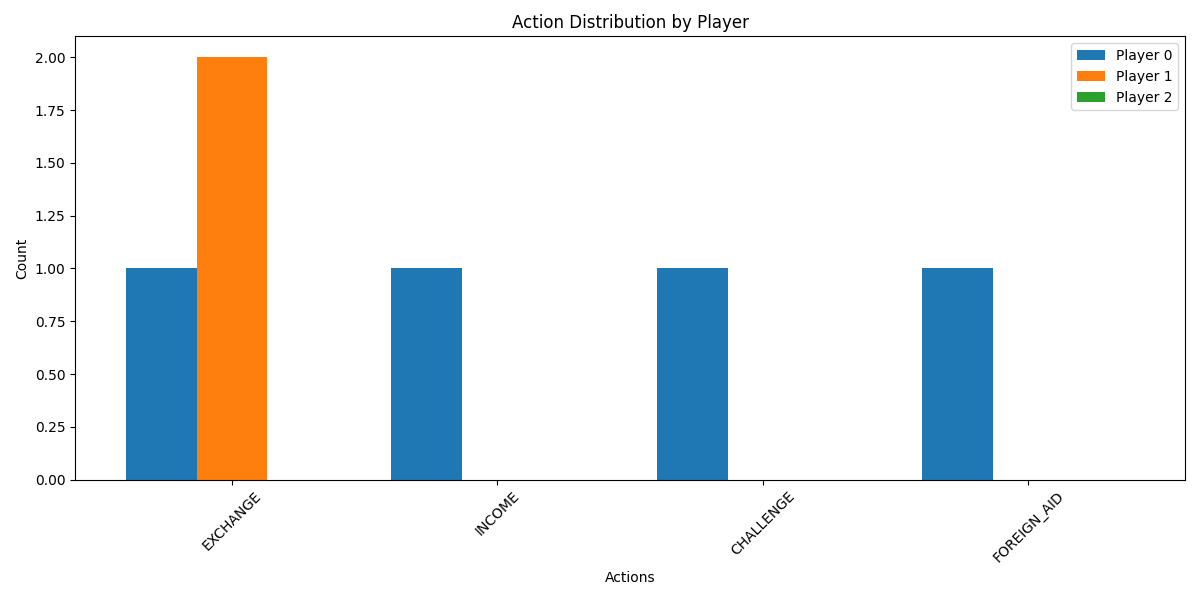 Action Distribution by Player
Player 0
Player 1
Player 2
2.00
1.75
1.50
1.25
1.00
0.75
0.50
0.25
0.00
Count
EXCHANGE
INCOME
CHALLENGE
FOREIGN_AID
Actions